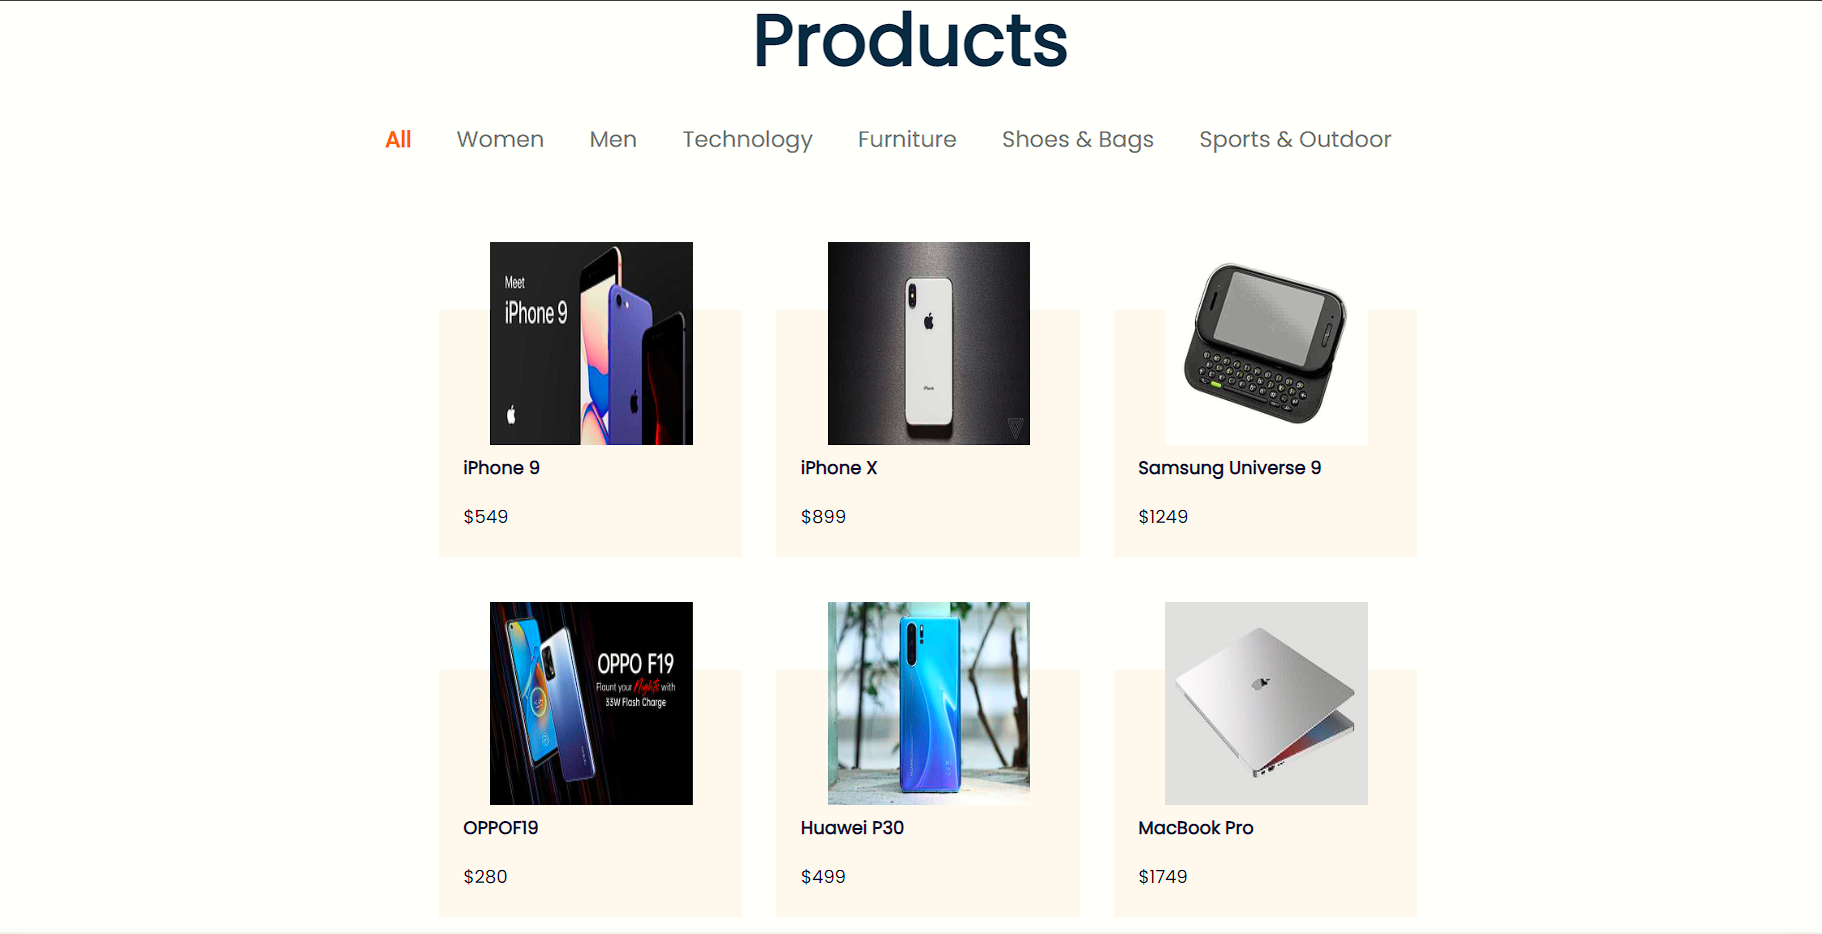 Products
All Women Men Technology Furniture Shoes & Bags Sports & Outdoor
Meet
iPhone 9
iPhone
iPhone 9
$549
iPhone X
$899
Samsung Universe 9
$1249
OPPO F19
Flaunt your Nights with
33W Flash Charge
OPPOF19
$280
Huawei P30
$499
MacBook Pro
$1749